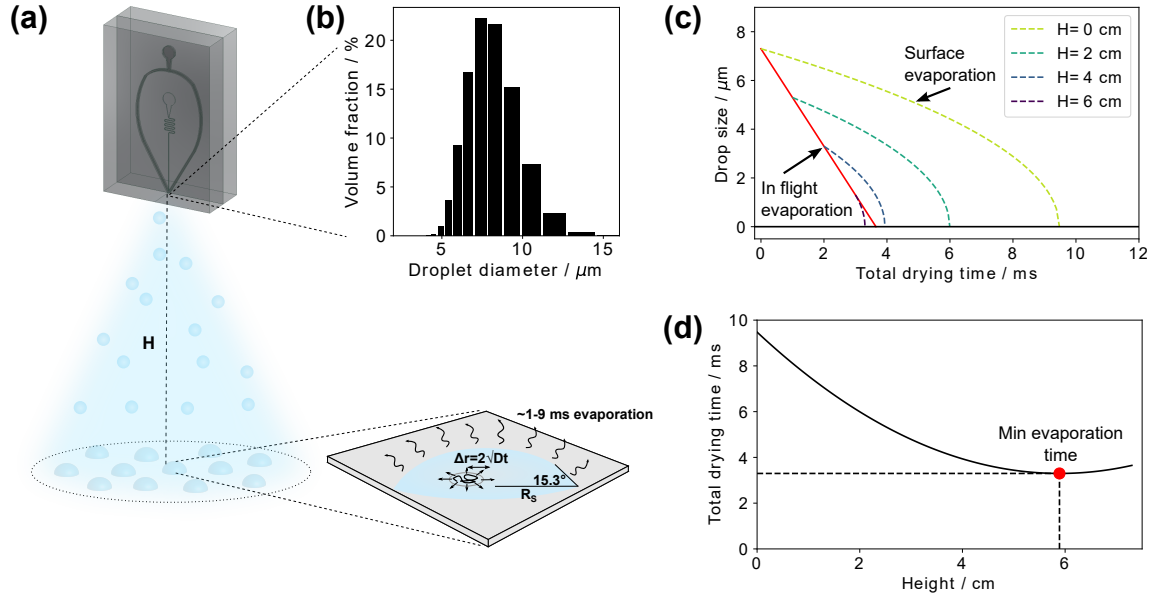 (a)
H
~1-9 ms evaporation
Δr=2√Dt
15.3°
R_S
(b)
Volume fraction / %
20
15
10
5
0
5
10
15
Droplet diameter / μm
(c)
Drop size / μm
8
6
4
2
0
0
2
4
6
8
10
12
Total drying time / ms
Surface
evaporation
In flight
evaporation
H= 0 cm
H= 2 cm
H= 4 cm
H= 6 cm
(d)
Total drying time / ms
10
8
6
4
2
0
0
2
4
6
Height / cm
Min evaporation
time